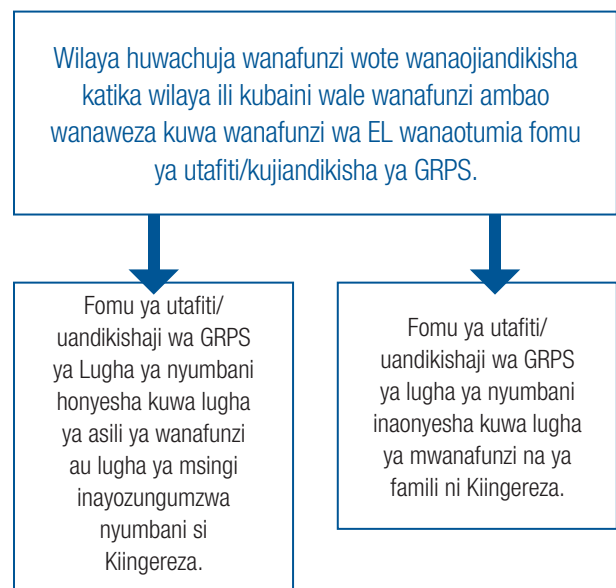 Wilaya huwachuja wanafunzi wote wanaojiandikisha
katika wilaya ili kubaini wale wanafunzi ambao
wanaweza kuwa wanafunzi wa EL wanaotumia fomu
ya utafiti/kujiandikisha ya GRPS.
Fomu ya utafiti/
uandikishaji wa GRPS
ya Lugha ya nyumbani
honyesha kuwa lugha
ya asili ya wanafunzi
au lugha ya msingi
inayozungumzwa
nyumbani si
Kiingereza.
Fomu ya utafiti/
uandikishaji wa GRPS
ya lugha ya nyumbani
inaonyesha kuwa lugha
ya mwanafunzi na ya
famili ni Kiingereza.